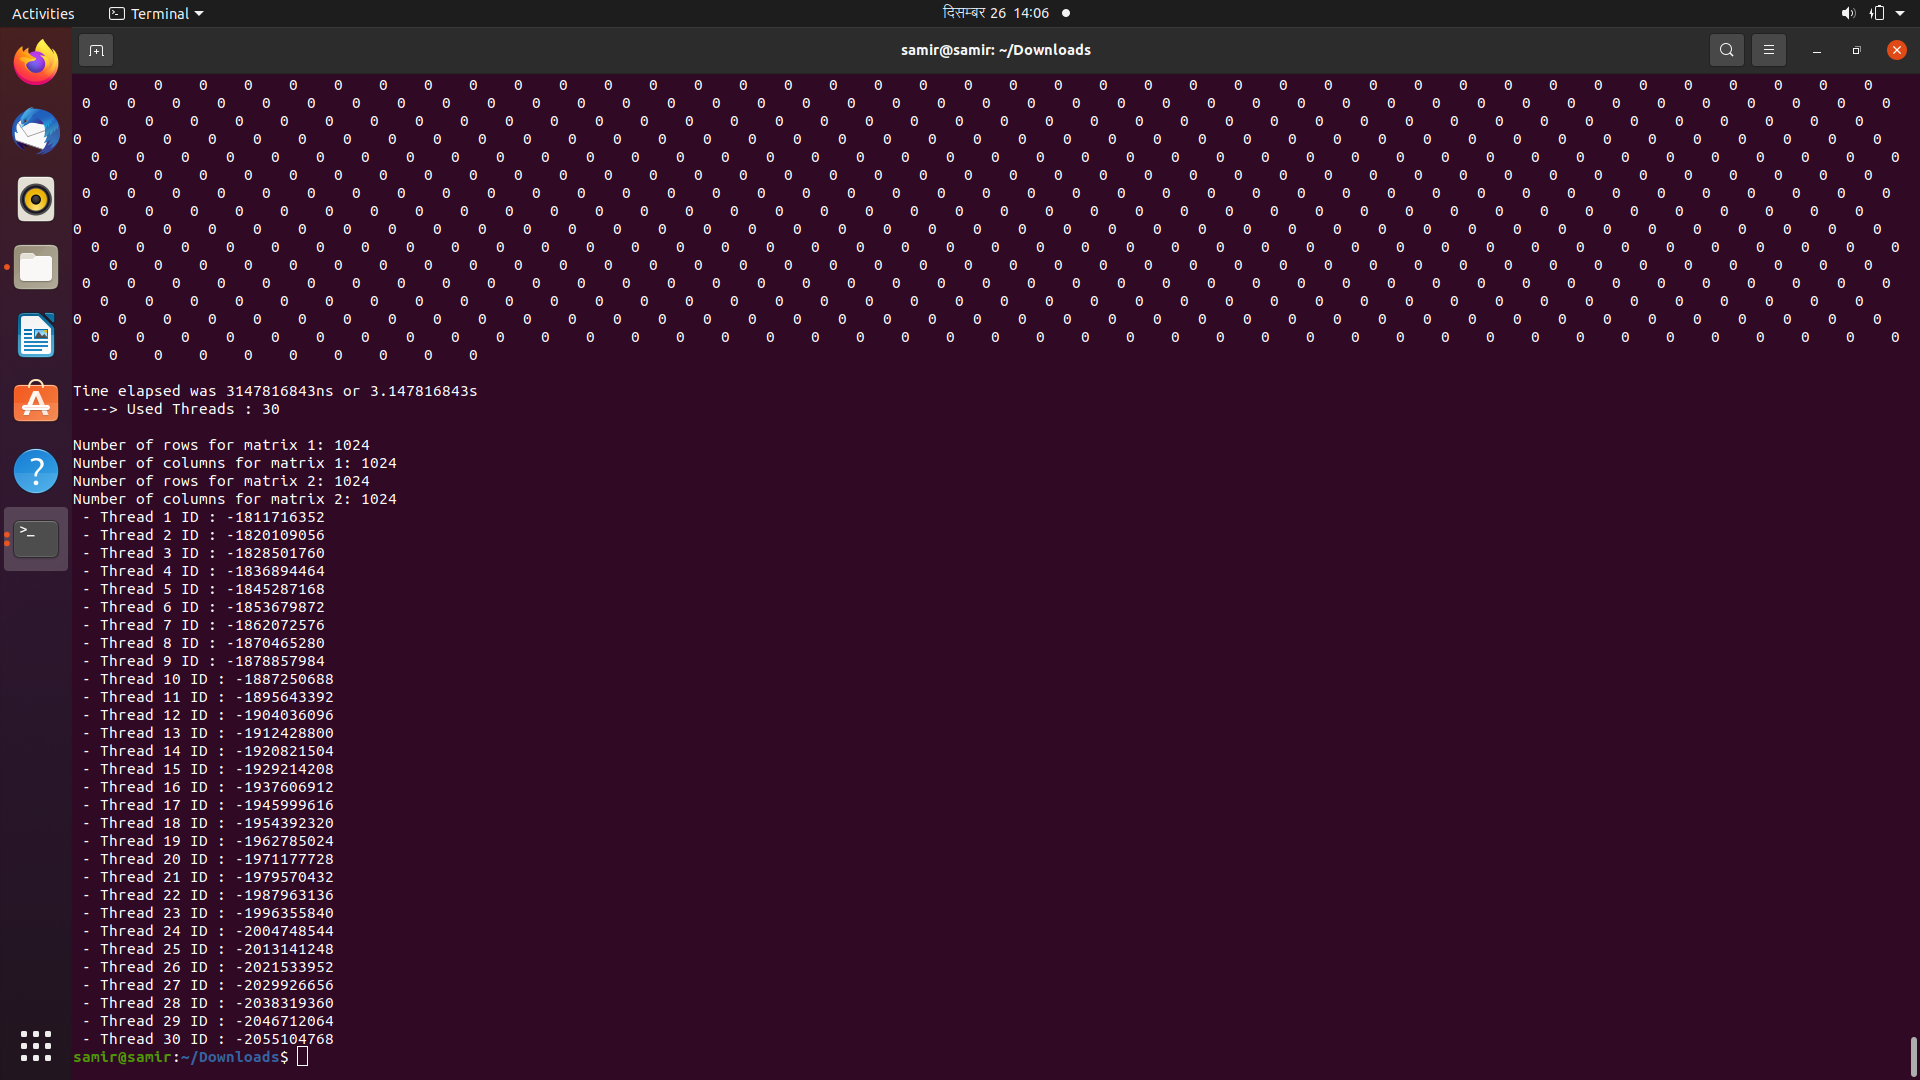 Activities
Terminal
दिसम्बर 26 14:06
samir@samir: ~/Downloads
0 0 0 0 0 0 0 0 0 0 0 0 0 0 0 0 0 0 0 0 0 0 0 0 0 0 0 0 0 0 0 0 0 0 0 0 0 0 0 0
0 0 0 0 0 0 0 0 0 0 0 0 0 0 0 0 0 0 0 0 0 0 0 0 0 0 0 0 0 0 0 0 0 0 0 0 0 0 0 0 0
0 0 0 0 0 0 0 0 0 0 0 0 0 0 0 0 0 0 0 0 0 0 0 0 0 0 0 0 0 0 0 0 0 0 0 0 0 0 0 0
0 0 0 0 0 0 0 0 0 0 0 0 0 0 0 0 0 0 0 0 0 0 0 0 0 0 0 0 0 0 0 0 0 0 0 0 0 0 0 0 0
0 0 0 0 0 0 0 0 0 0 0 0 0 0 0 0 0 0 0 0 0 0 0 0 0 0 0 0 0 0 0 0 0 0 0 0 0 0 0 0 0
0 0 0 0 0 0 0 0 0 0 0 0 0 0 0 0 0 0 0 0 0 0 0 0 0 0 0 0 0 0 0 0 0 0 0 0 0 0 0 0
0 0 0 0 0 0 0 0 0 0 0 0 0 0 0 0 0 0 0 0 0 0 0 0 0 0 0 0 0 0 0 0 0 0 0 0 0 0 0 0 0
0 0 0 0 0 0 0 0 0 0 0 0 0 0 0 0 0 0 0 0 0 0 0 0 0 0 0 0 0 0 0 0 0 0 0 0 0 0 0 0
0 0 0 0 0 0 0 0 0 0 0 0 0 0 0 0 0 0 0 0 0 0 0 0 0 0 0 0 0 0 0 0 0 0 0 0 0 0 0 0 0
0 0 0 0 0 0 0 0 0 0 0 0 0 0 0 0 0 0 0 0 0 0 0 0 0 0 0 0 0 0 0 0 0 0 0 0 0 0 0 0 0
0 0 0 0 0 0 0 0 0 0 0 0 0 0 0 0 0 0 0 0 0 0 0 0 0 0 0 0 0 0 0 0 0 0 0 0 0 0 0 0
0 0 0 0 0 0 0 0 0 0 0 0 0 0 0 0 0 0 0 0 0 0 0 0 0 0 0 0 0 0 0 0 0 0 0 0 0 0 0 0 0
0 0 0 0 0 0 0 0 0 0 0 0 0 0 0 0 0 0 0 0 0 0 0 0 0 0 0 0 0 0 0 0 0 0 0 0 0 0 0 0
0 0 0 0 0 0 0 0 0 0 0 0 0 0 0 0 0 0 0 0 0 0 0 0 0 0 0 0 0 0 0 0 0 0 0 0 0 0 0 0 0
0 0 0 0 0 0 0 0 0 0 0 0 0 0 0 0 0 0 0 0 0 0 0 0 0 0 0 0 0 0 0 0 0 0 0 0 0 0 0 0 0
0 0 0 0 0 0 0 0 0
Time elapsed was 3147816843ns or 3.147816843s
---> Used Threads : 30
Number of rows for matrix 1: 1024
Number of columns for matrix 1: 1024
Number of rows for matrix 2: 1024
Number of columns for matrix 2: 1024
- Thread 1 ID : -1811716352
- Thread 2 ID : -1820109056
- Thread 3 ID : -1828501760
- Thread 4 ID : -1836894464
- Thread 5 ID : -1845287168
- Thread 6 ID : -1853679872
- Thread 7 ID : -1862072576
- Thread 8 ID : -1870465280
- Thread 9 ID : -1878857984
- Thread 10 ID : -1887250688
- Thread 11 ID : -1895643392
- Thread 12 ID : -1904036096
- Thread 13 ID : -1912428800
- Thread 14 ID : -1920821504
- Thread 15 ID : -1929214208
- Thread 16 ID : -1937606912
- Thread 17 ID : -1945999616
- Thread 18 ID : -1954392320
- Thread 19 ID : -1962785024
- Thread 20 ID : -1971177728
- Thread 21 ID : -1979570432
- Thread 22 ID : -1987963136
- Thread 23 ID : -1996355840
- Thread 24 ID : -2004748544
- Thread 25 ID : -2013141248
- Thread 26 ID : -2021533952
- Thread 27 ID : -2029926656
- Thread 28 ID : -2038319360
- Thread 29 ID : -2046712064
- Thread 30 ID : -2055104768
samir@samir:~/Downloads$